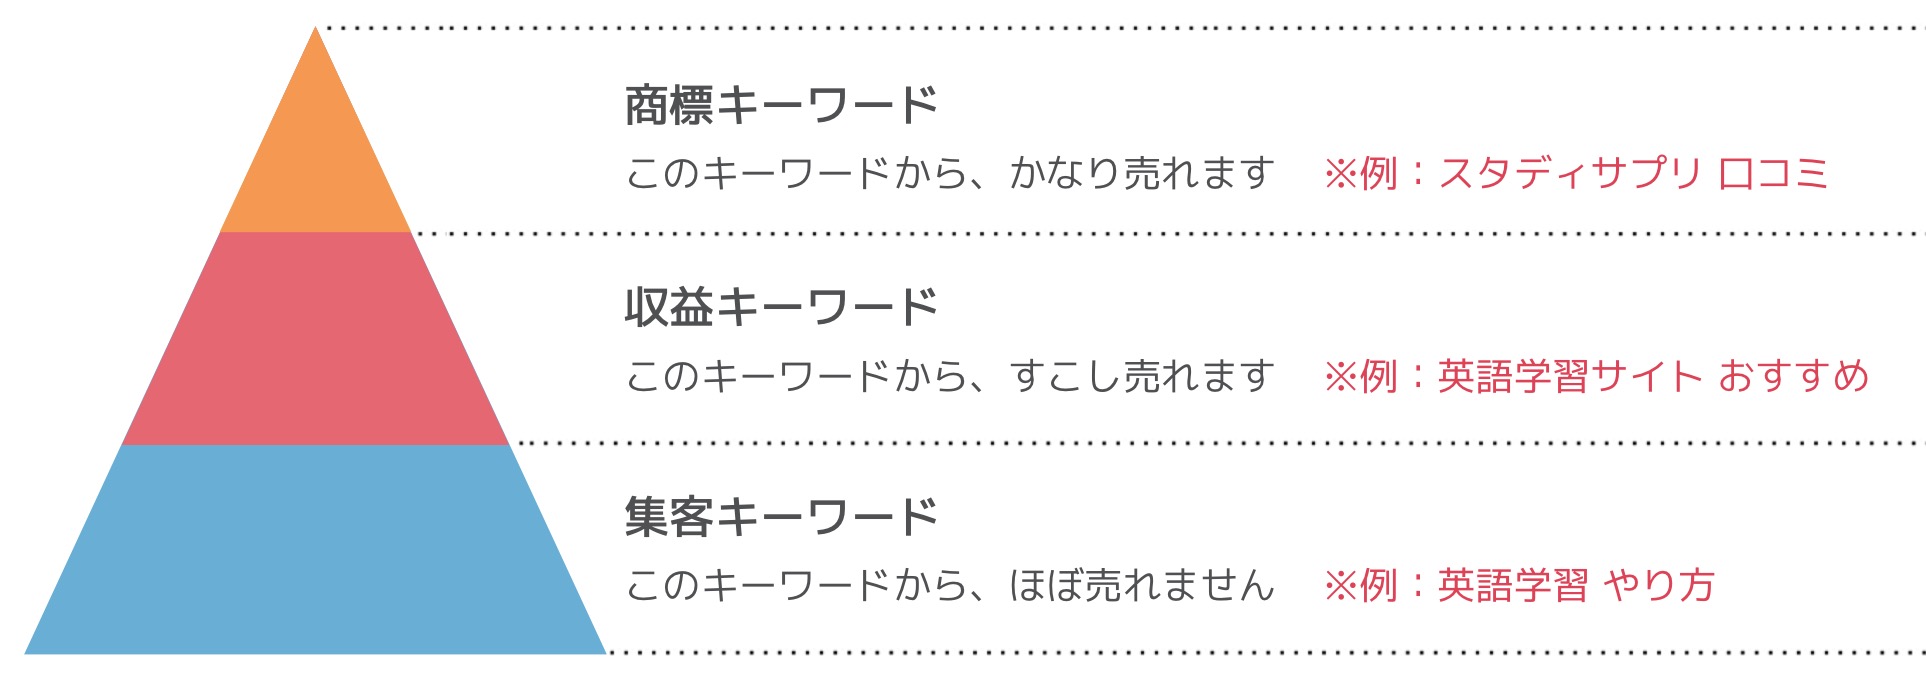 商標キーワード
このキーワードから、かなり売れます ※例：スタディサプリ 口コミ
収益キーワード
このキーワードから、すこし売れます ※例：英語学習サイト おすすめ
集客キーワード
このキーワードから、ほぼ売れません ※例：英語学習 やり方